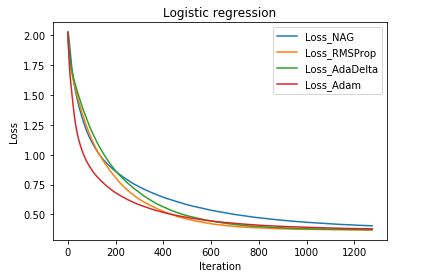 Logistic regression
2.00
1.75
1.50
1.25
1.00
0.75
0.50
Loss
Loss_NAG
Loss_RMSProp
Loss_AdaDelta
Loss_Adam
0 200 400 600 800 1000 1200
Iteration